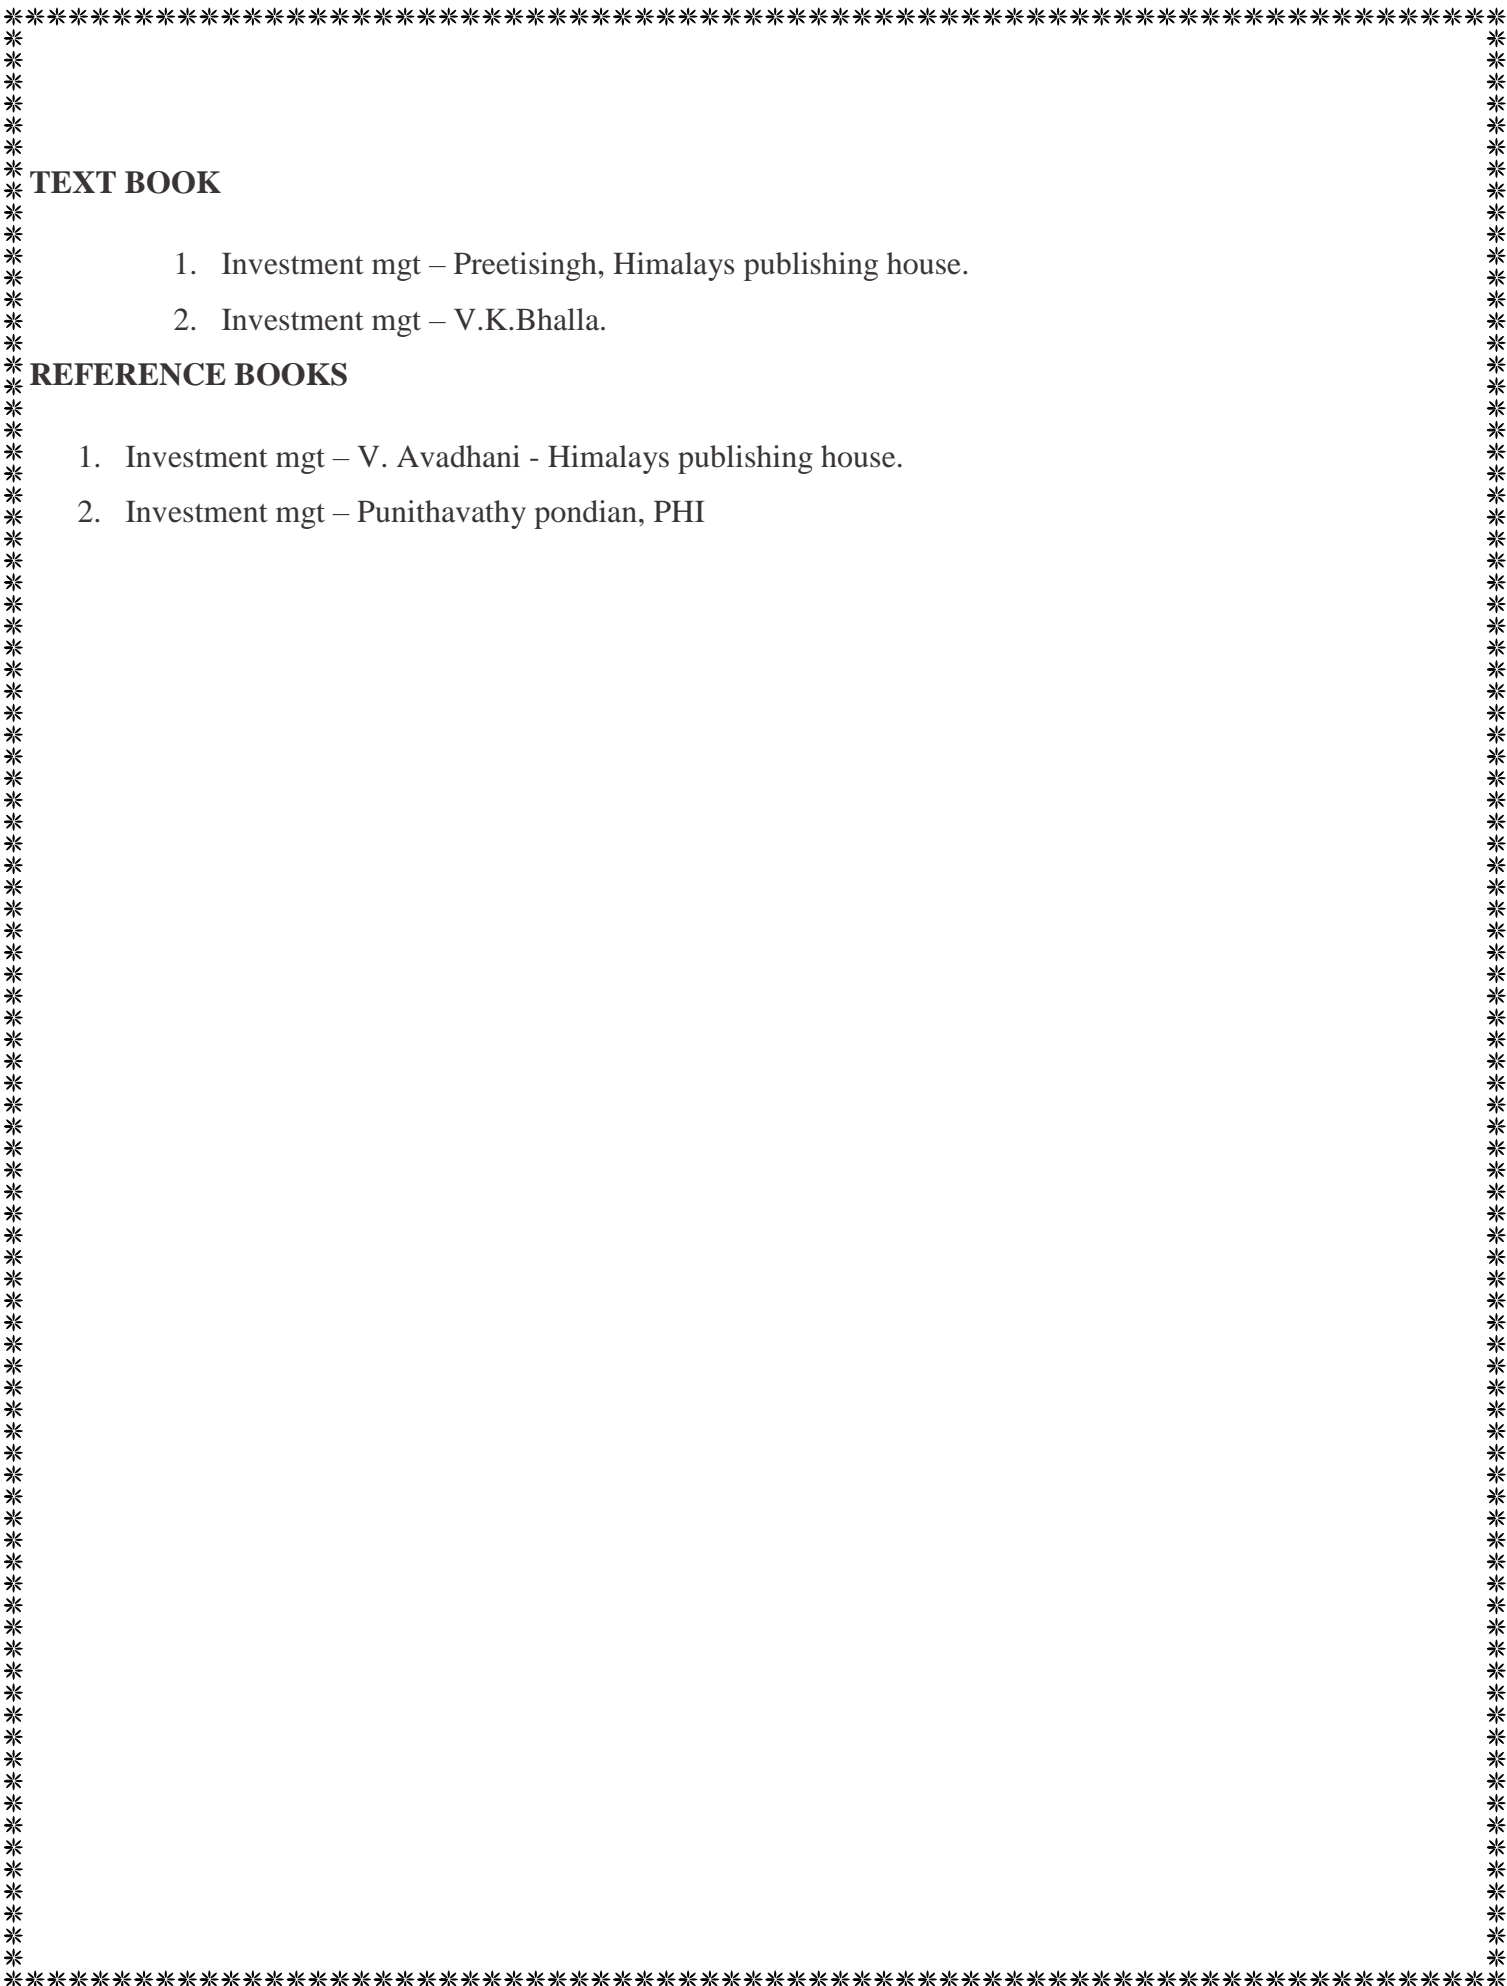 TEXT BOOK
1. Investment mgt – Preetisingh, Himalays publishing house.
2. Investment mgt – V.K.Bhalla.
REFERENCE BOOKS
1. Investment mgt – V. Avadhani - Himalays publishing house.
2. Investment mgt – Punithavathy pondian, PHI